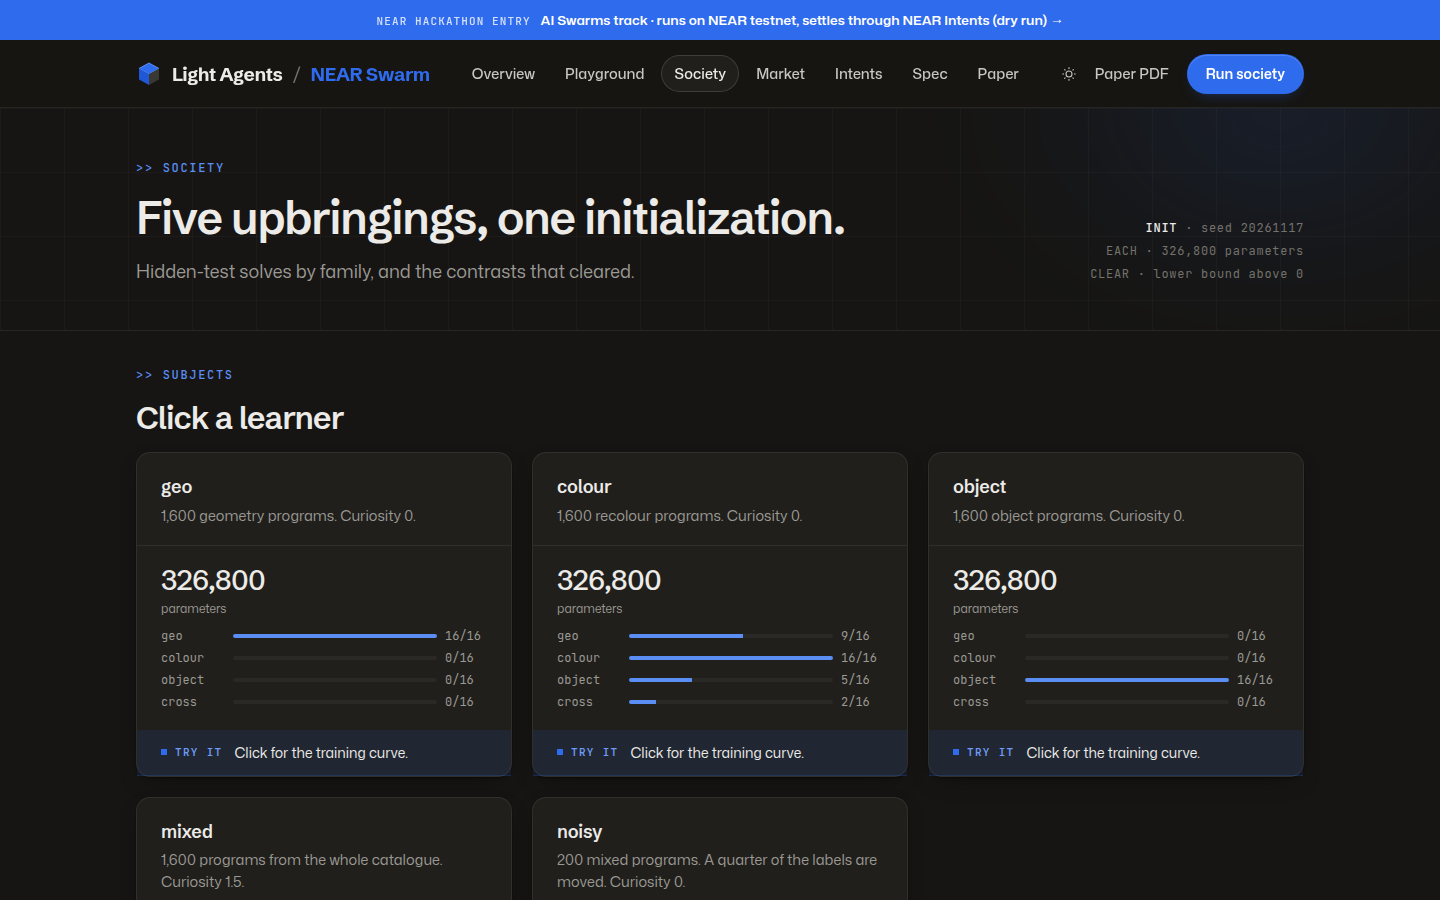 NEAR HACKATHON ENTRY AI Swarms track · runs on NEAR testnet, settles through NEAR Intents (dry run) →
Light Agents / NEAR Swarm Overview Playground Society Market Intents Spec Paper Paper PDF Run society
>> SOCIETY
Five upbringings, one initialization.
Hidden-test solves by family, and the contrasts that cleared.
INIT · seed 20261117
EACH · 326,800 parameters
CLEAR · lower bound above 0
>> SUBJECTS
Click a learner
geo
1,600 geometry programs. Curiosity 0.
326,800
parameters
geo 16/16
colour 0/16
object 0/16
cross 0/16
TRY IT Click for the training curve.
colour
1,600 recolour programs. Curiosity 0.
326,800
parameters
geo 9/16
colour 16/16
object 5/16
cross 2/16
TRY IT Click for the training curve.
object
1,600 object programs. Curiosity 0.
326,800
parameters
geo 0/16
colour 0/16
object 16/16
cross 0/16
TRY IT Click for the training curve.
mixed
1,600 programs from the whole catalogue.
Curiosity 1.5.
noisy
200 mixed programs. A quarter of the labels are
moved. Curiosity 0.